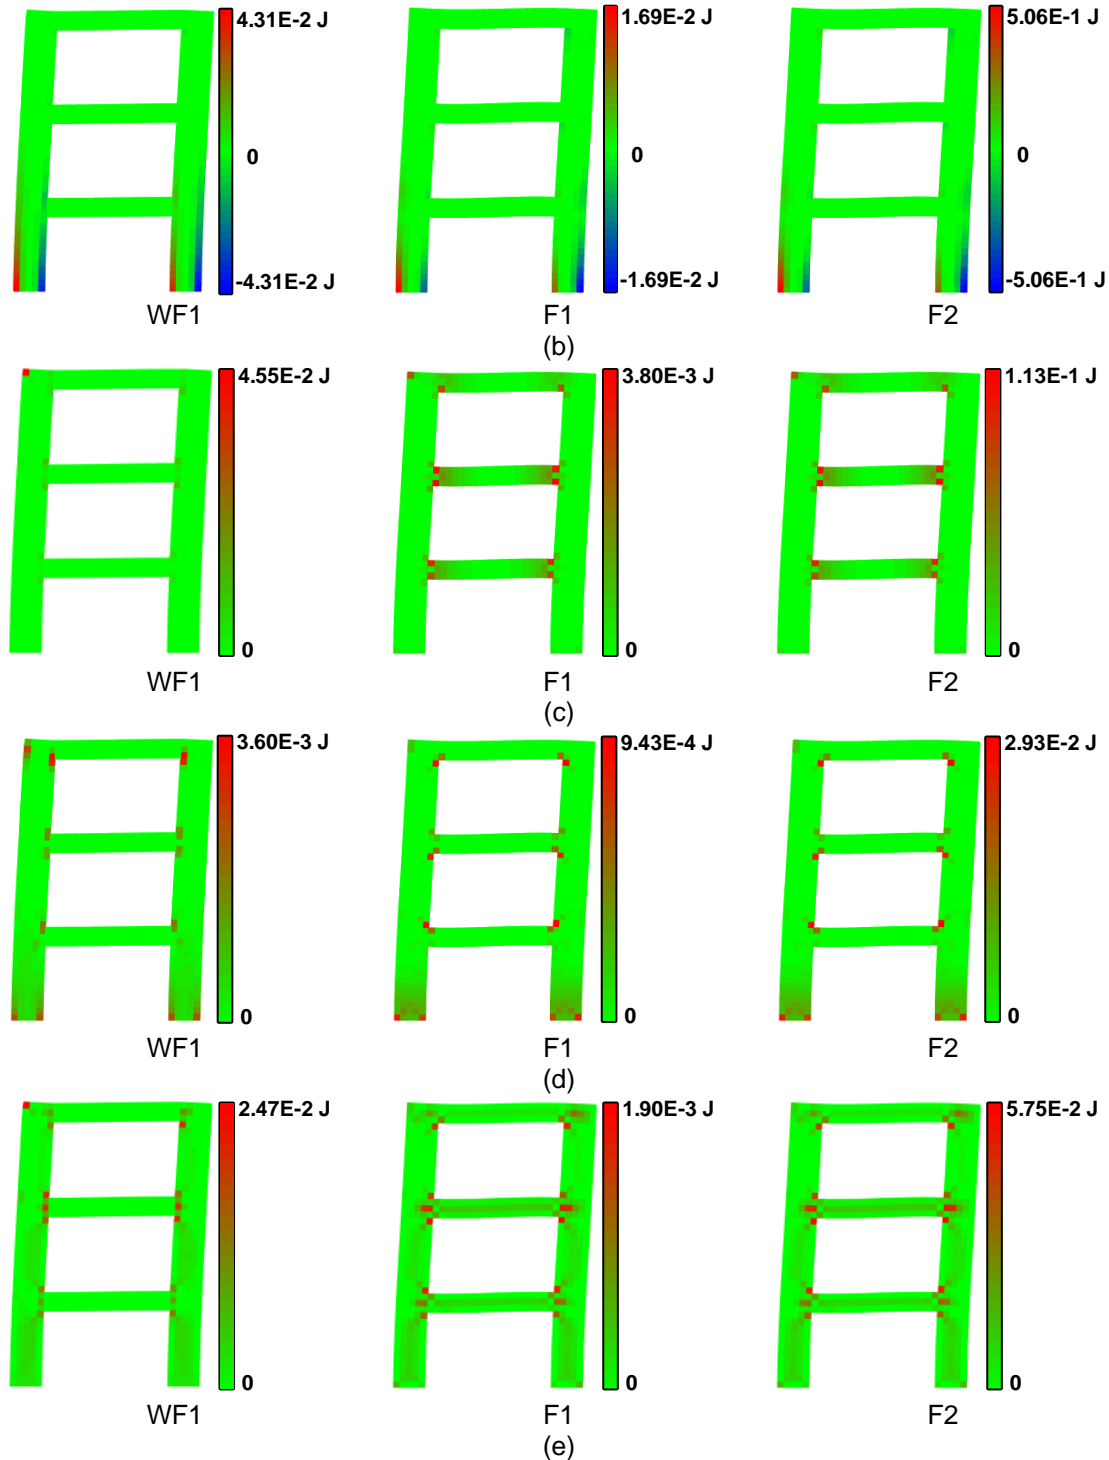 4.31E-2 J
0
-4.31E-2 J
WF1
1.69E-2 J
0
-1.69E-2 J
F1
5.06E-1 J
0
-5.06E-1 J
F2
(b)
4.55E-2 J
0
WF1
3.80E-3 J
0
F1
1.13E-1 J
0
F2
(c)
3.60E-3 J
0
WF1
9.43E-4 J
0
F1
2.93E-2 J
0
F2
(d)
2.47E-2 J
0
WF1
1.90E-3 J
0
F1
5.75E-2 J
0
F2
(e)